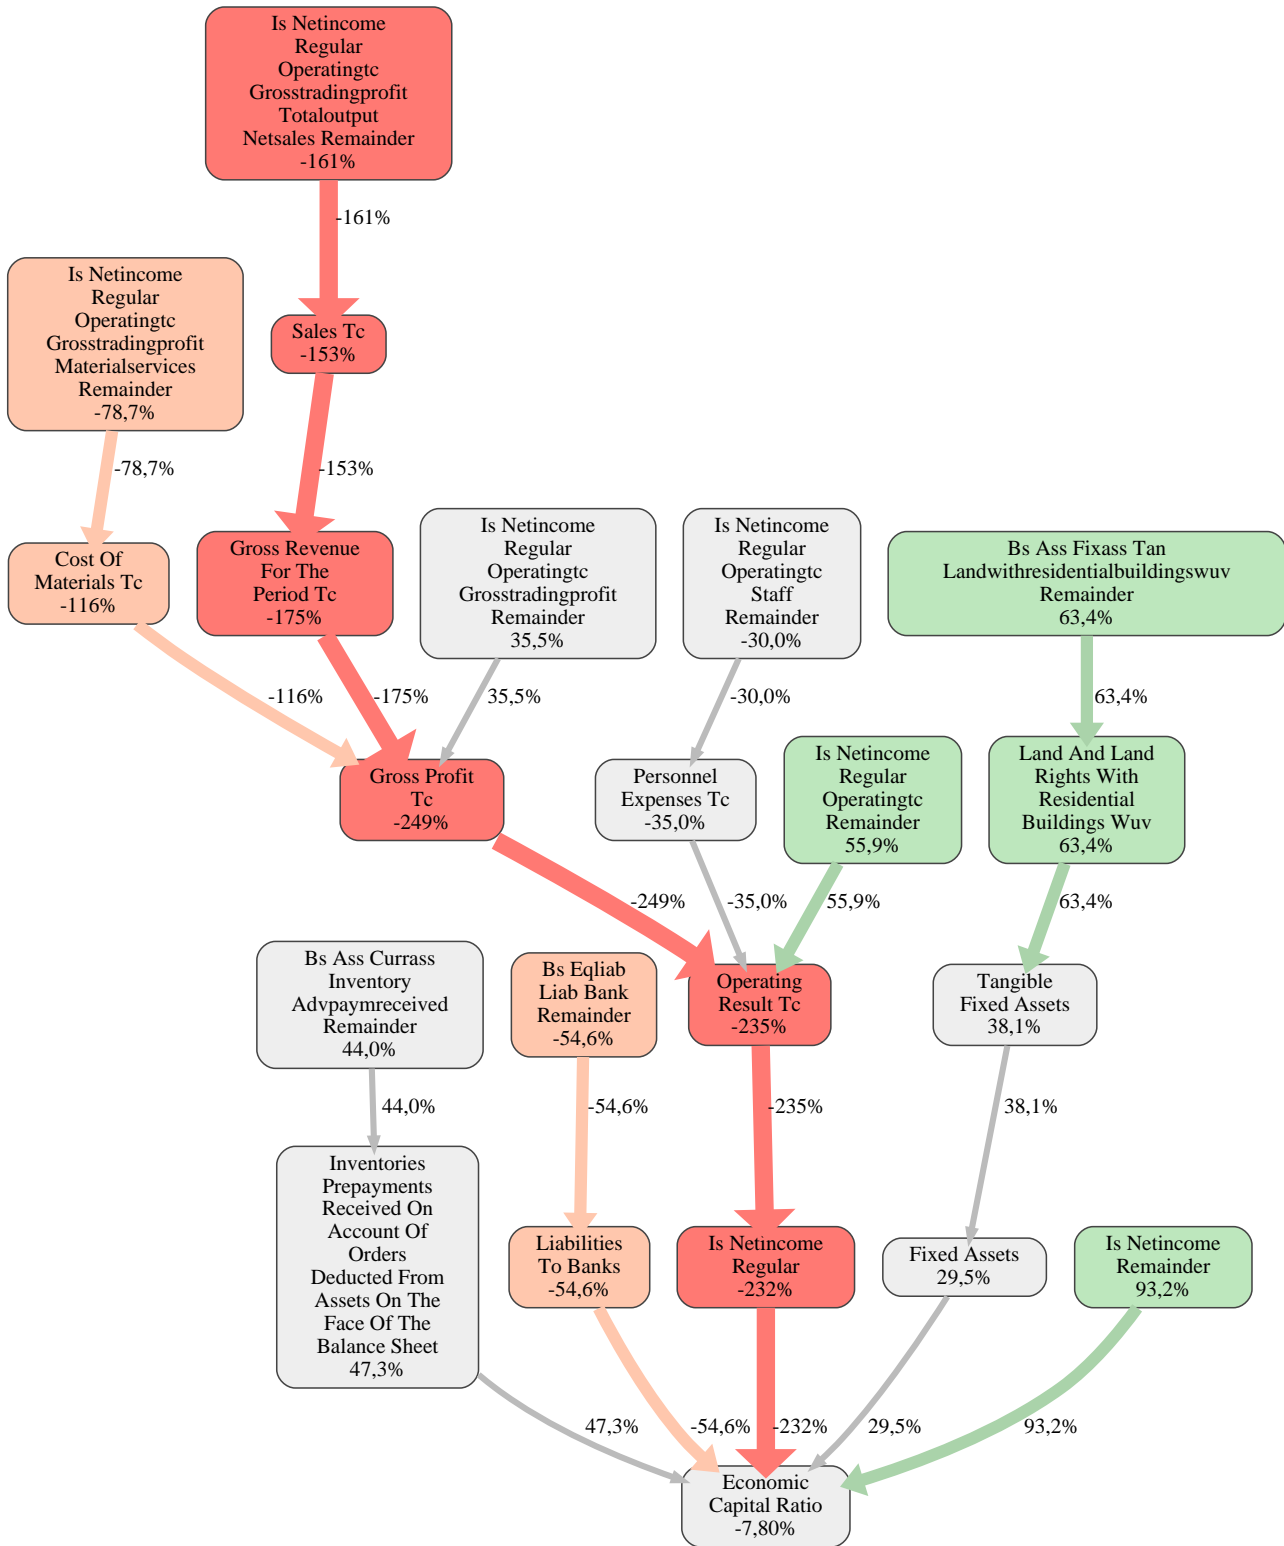 Is Netincome
Regular
Operatingtc
Grosstradingprofit
Totaloutput
Netsales Remainder
-161%
-161%
Is Netincome
Regular
Operatingtc
Grosstradingprofit
Materialservices
Remainder
-78,7%
Sales Tc
-153%
-78,7%
-153%
Cost Of
Materials Tc
-116%
Gross Revenue
For The
Period Tc
-175%
Is Netincome
Regular
Operatingtc
Grosstradingprofit
Remainder
35,5%
Is Netincome
Regular
Operatingtc
Staff
Remainder
-30,0%
Bs Ass Fixass Tan
Landwithresidentialbuildingswuv
Remainder
63,4%
-116%
-175%
35,5%
-30,0%
63,4%
Gross Profit
Tc
-249%
Personnel
Expenses Tc
-35,0%
Is Netincome
Regular
Operatingtc
Remainder
55,9%
Land And Land
Rights With
Residential
Buildings Wuv
63,4%
-249%
-35,0%
55,9%
63,4%
Bs Ass Currass
Inventory
Advpaymreceived
Remainder
44,0%
Bs Eqliab
Liab Bank
Remainder
-54,6%
Operating
Result Tc
-235%
Tangible
Fixed Assets
38,1%
44,0%
-54,6%
-235%
38,1%
Inventories
Prepayments
Received On
Account Of
Orders
Deducted From
Assets On The
Face Of The
Balance Sheet
47,3%
Liabilities
To Banks
-54,6%
Is Netincome
Regular
-232%
Fixed Assets
29,5%
Is Netincome
Remainder
93,2%
47,3%
-54,6%
-232%
29,5%
93,2%
Economic
Capital Ratio
-7,80%